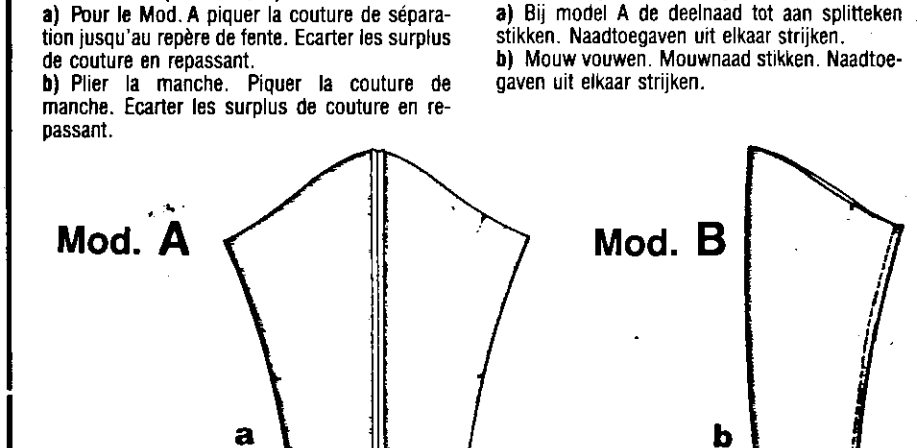 a) Pour le Mod. A piquer la couture de sépara-
tion jusqu'au repère de fente. Ecarter les surplus
de couture en repassant.
b) Plier la manche. Piquer la couture de
manche. Ecarter les surplus de couture en re-
passant.
a) Bij model A de deelnaad tot aan splitteken
stikken. Naadtoegaven uit elkaar strijken.
b) Mouw vouwen. Mouwnaad stikken. Naadtoe-
gaven uit elkaar strijken.
Mod. A
Mod. B
a
b